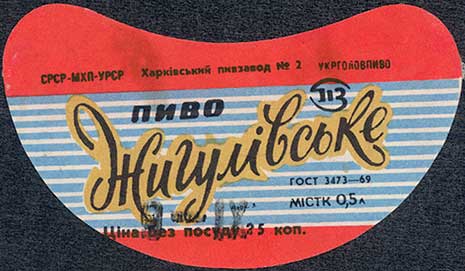 СРСР-МХП-УРСР Харківський пивзавод № 2 УКРГОЛОВПИВО
ПИВО
ПЗ
Жигулівське
ГОСТ 3473—69
МІСТК 0,5 л
Ціна без посуду 25 коп.